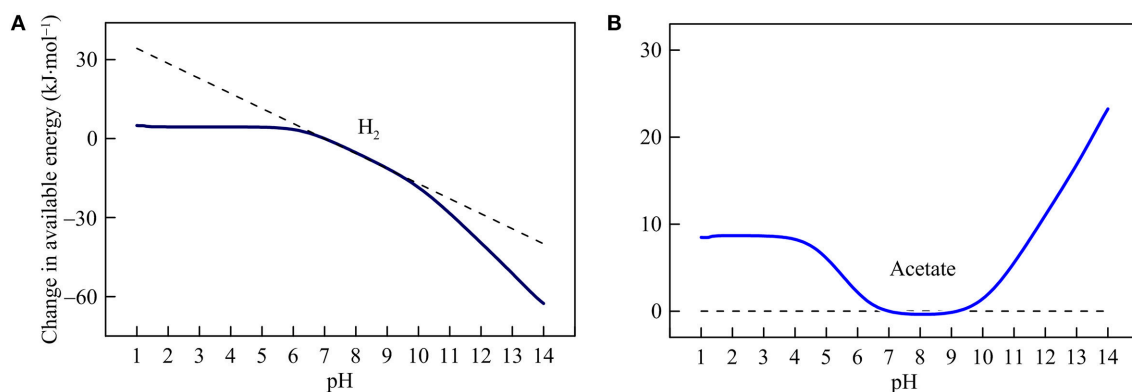 A
Change in available energy (kJ·mol⁻¹)
30
0
–30
–60
H₂
1 2 3 4 5 6 7 8 9 10 11 12 13 14
pH
B
30
20
10
0
Acetate
1 2 3 4 5 6 7 8 9 10 11 12 13 14
pH